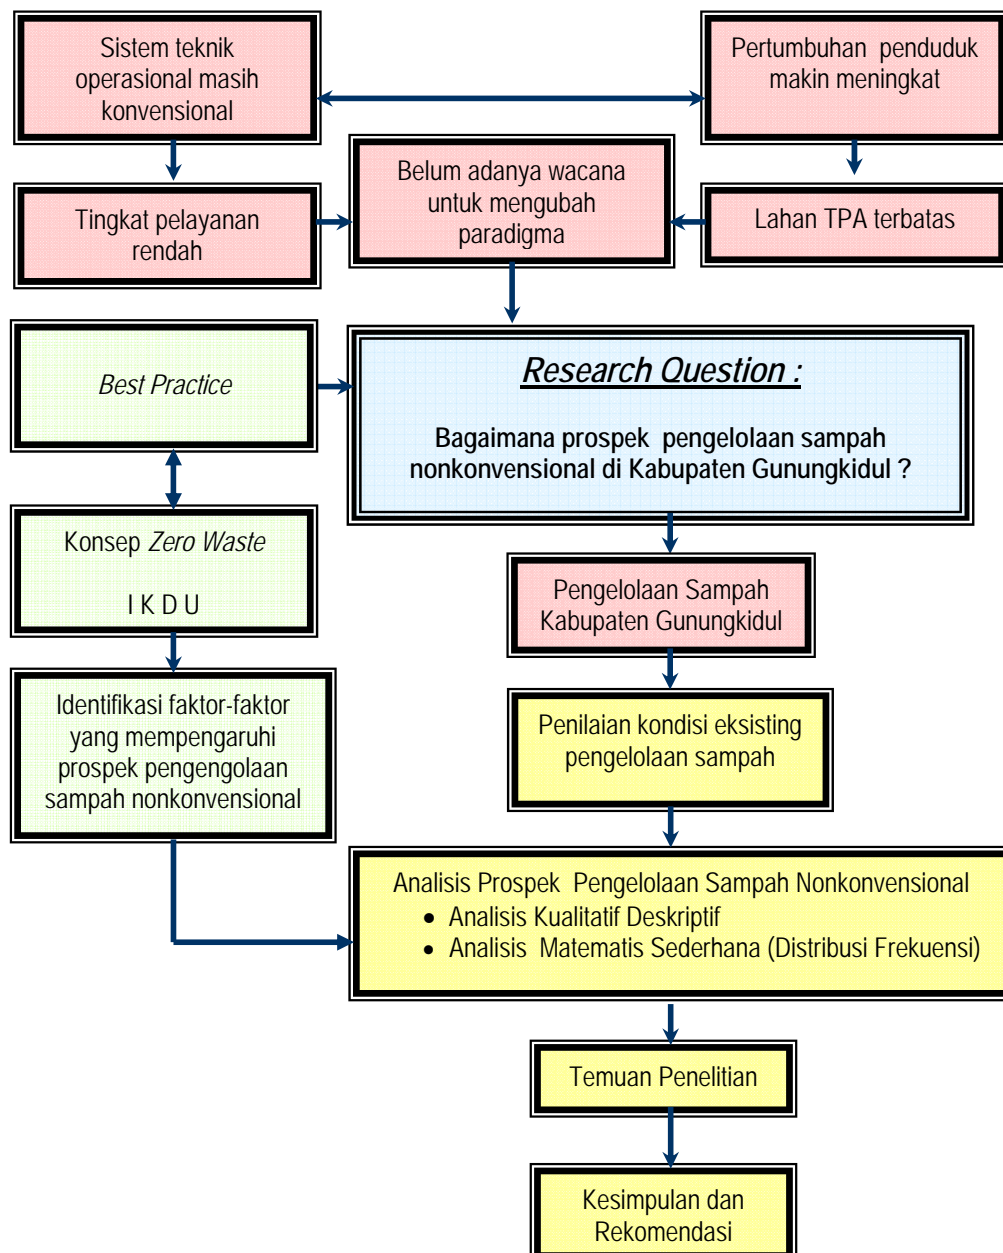 Sistem teknik
operasional masih
konvensional
Pertumbuhan penduduk
makin meningkat
Belum adanya wacana
untuk mengubah
paradigma
Tingkat pelayanan
rendah
Lahan TPA terbatas
Best Practice
Research Question :
Bagaimana prospek pengelolaan sampah
nonkonvensional di Kabupaten Gunungkidul ?
Konsep Zero Waste
I K D U
Pengelolaan Sampah
Kabupaten Gunungkidul
Identifikasi faktor-faktor
yang mempengaruhi
prospek pengengolaan
sampah nonkonvensional
Penilaian kondisi eksisting
pengelolaan sampah
Analisis Prospek Pengelolaan Sampah Nonkonvensional
• Analisis Kualitatif Deskriptif
• Analisis Matematis Sederhana (Distribusi Frekuensi)
Temuan Penelitian
Kesimpulan dan
Rekomendasi